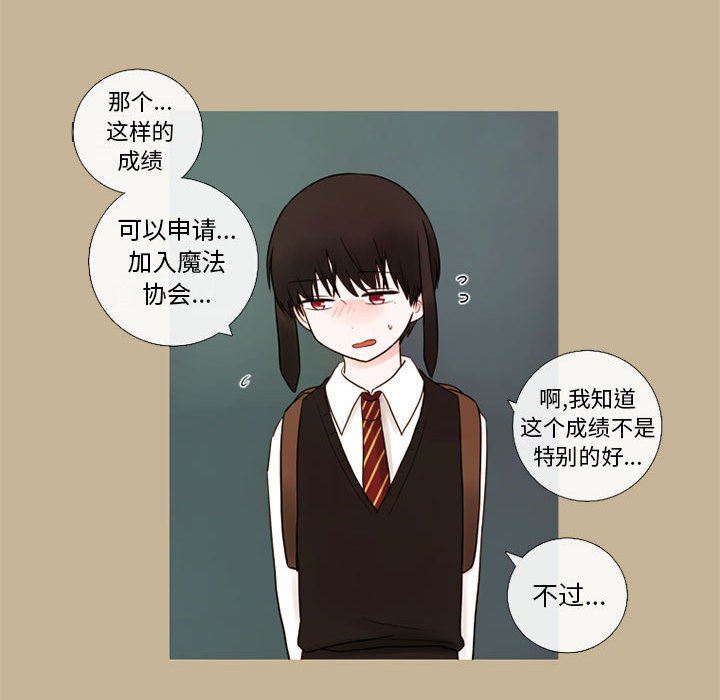 那个...
这样的
成绩
可以申请...
加入魔法
协会...
啊,我知道
这个成绩不是
特别的好...
不过...